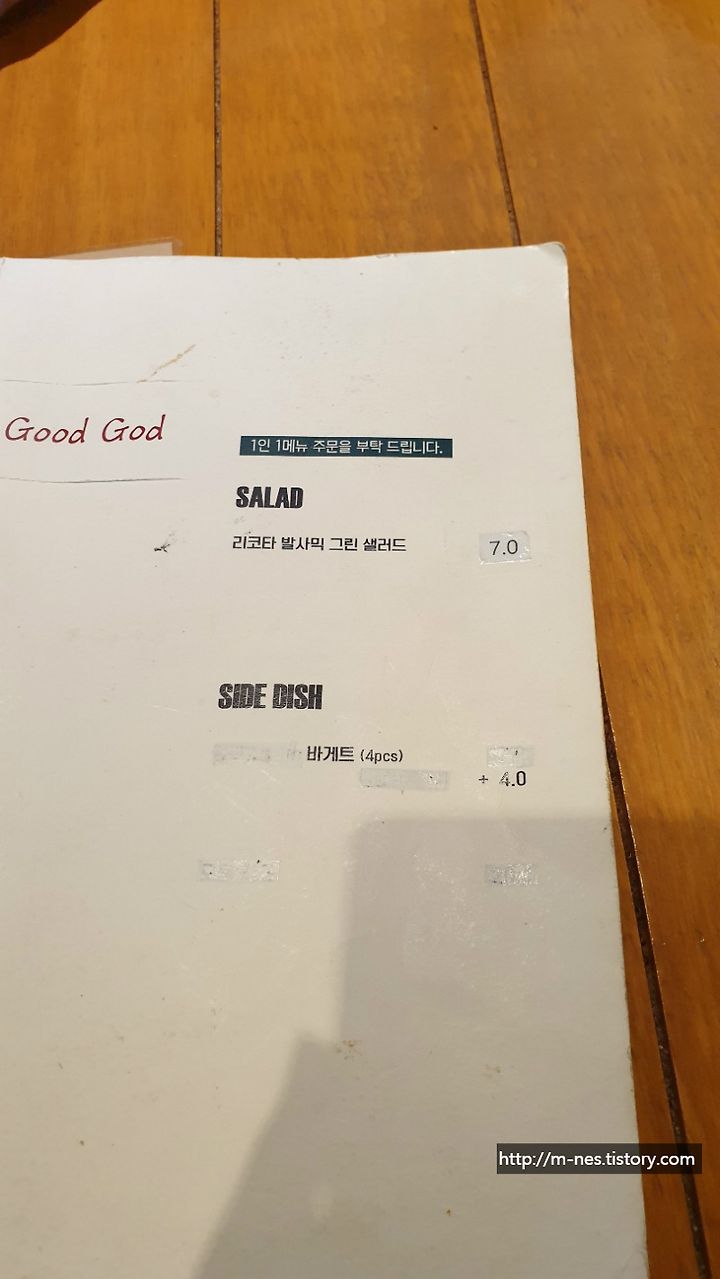 Good God
1인 1메뉴 주문을 부탁 드립니다.
SALAD
리코타 발사믹 그린 샐러드 7.0
SIDE DISH
바게트 (4pcs)
+ 4.0
http://m-nes.tistory.com